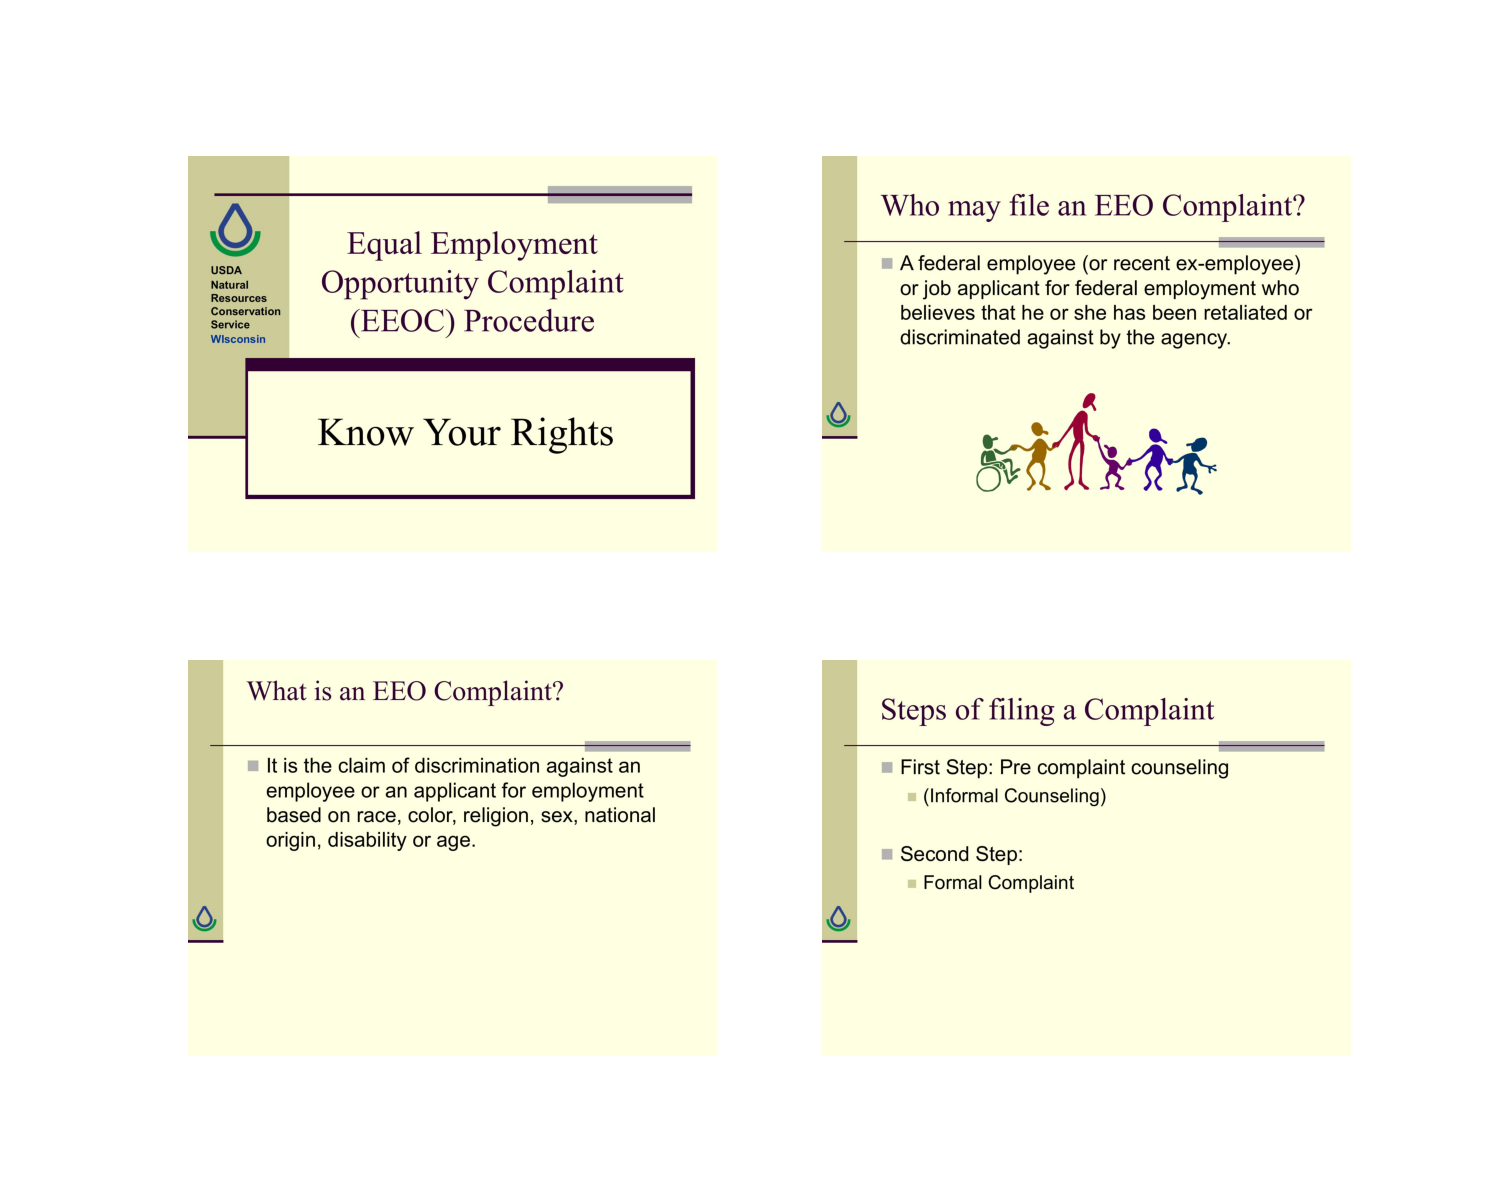 USDA
Natural
Resources
Conservation
Service
WIsconsin
Equal Employment
Opportunity Complaint
(EEOC) Procedure
Know Your Rights
Who may file an EEO Complaint?
A federal employee (or recent ex-employee)
or job applicant for federal employment who
believes that he or she has been retaliated or
discriminated against by the agency.
What is an EEO Complaint?
It is the claim of discrimination against an
employee or an applicant for employment
based on race, color, religion, sex, national
origin, disability or age.
Steps of filing a Complaint
First Step: Pre complaint counseling
(Informal Counseling)
Second Step:
Formal Complaint